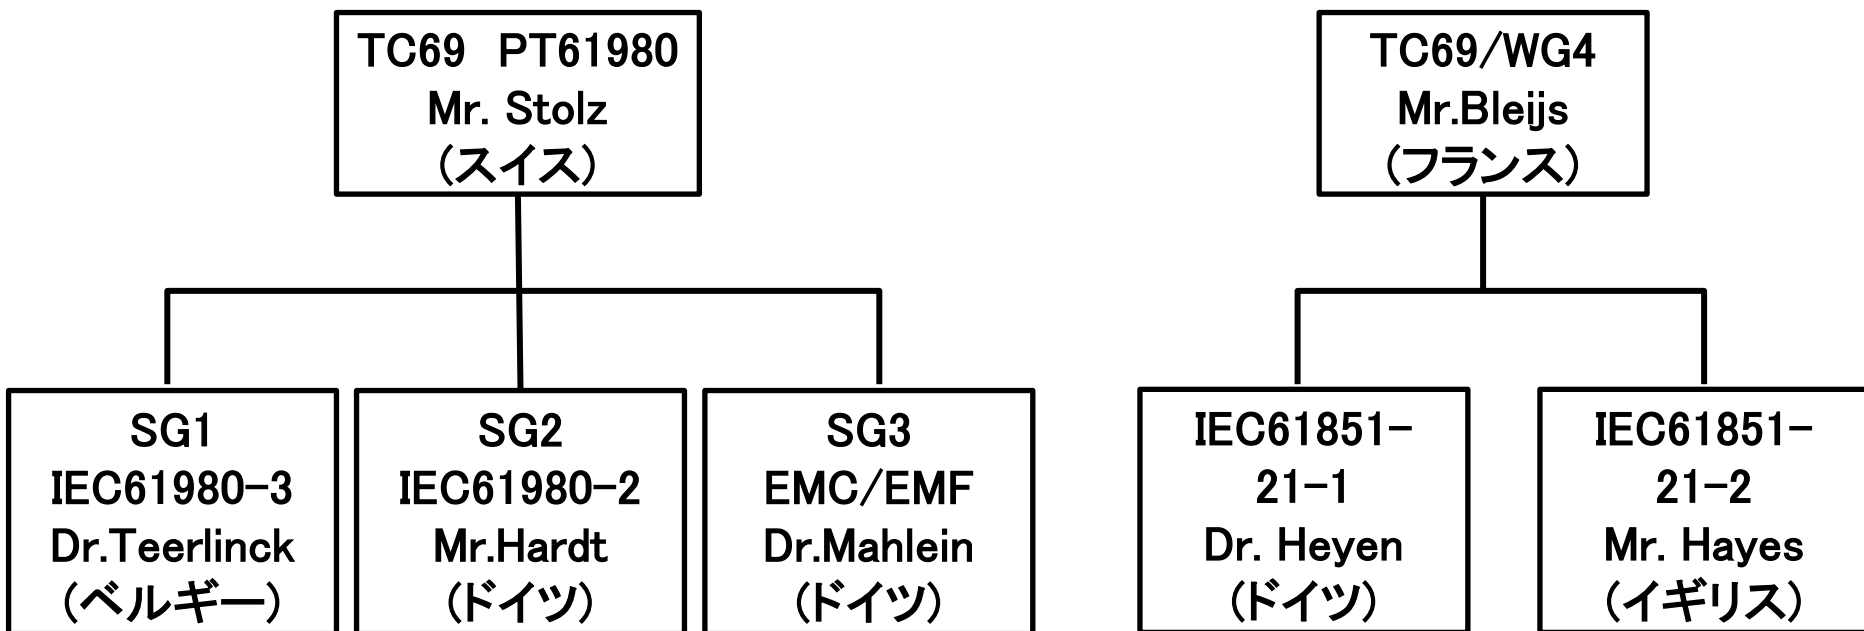 TC69 PT61980
Mr. Stolz
(スイス)
TC69/WG4
Mr.Bleijs
(フランス)
SG1
IEC61980-3
Dr.Teerlinck
(ベルギー)
SG2
IEC61980-2
Mr.Hardt
(ドイツ)
SG3
EMC/EMF
Dr.Mahlein
(ドイツ)
IEC61851-
21-1
Dr. Heyen
(ドイツ)
IEC61851-
21-2
Mr. Hayes
(イギリス)